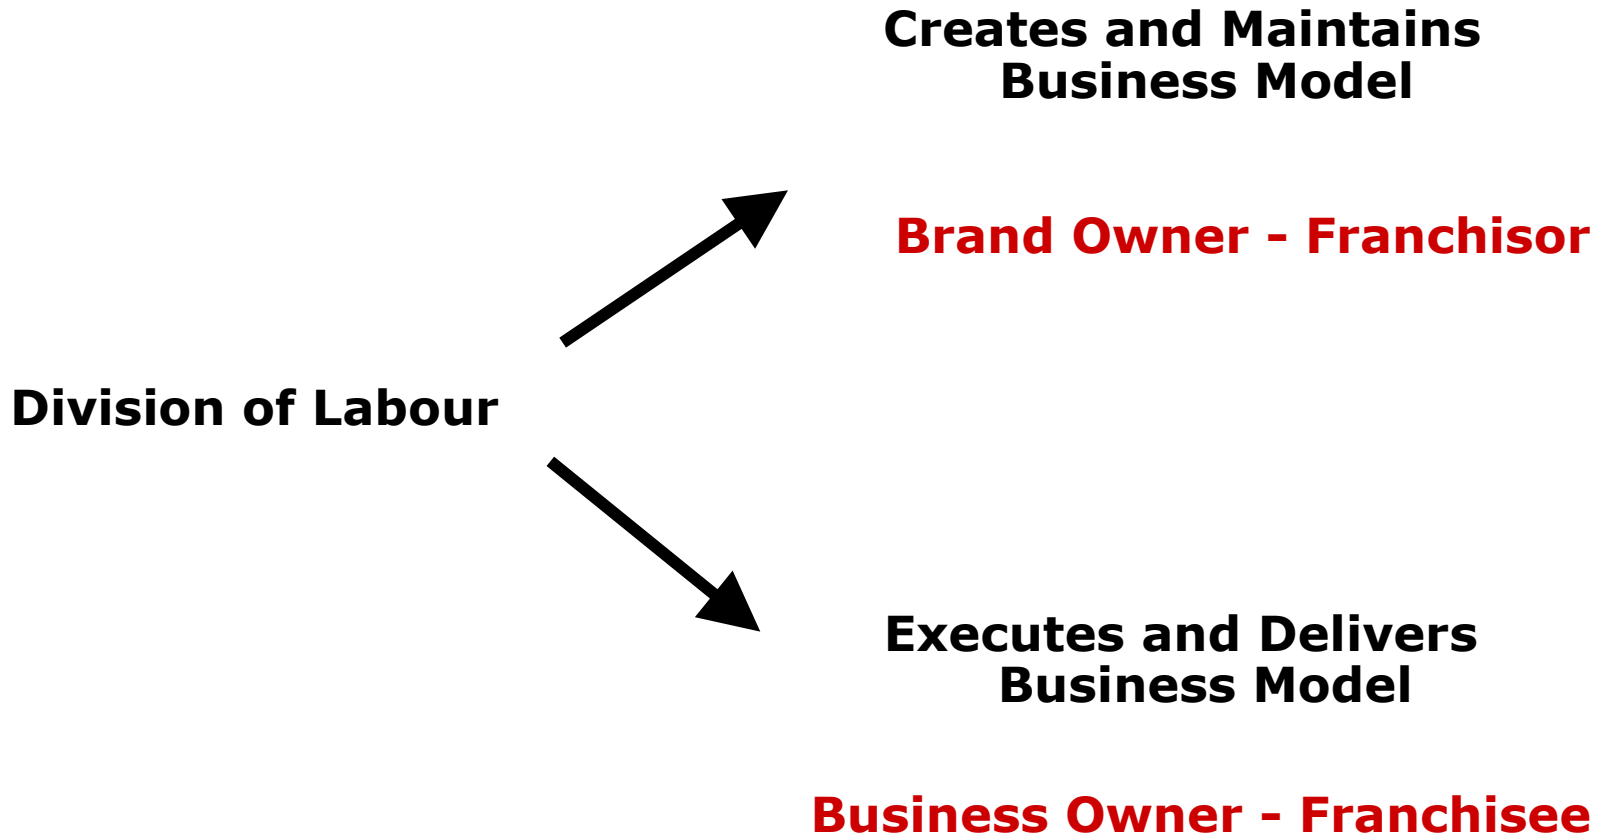 Creates and Maintains
Business Model
Brand Owner - Franchisor
Division of Labour
Executes and Delivers
Business Model
Business Owner - Franchisee